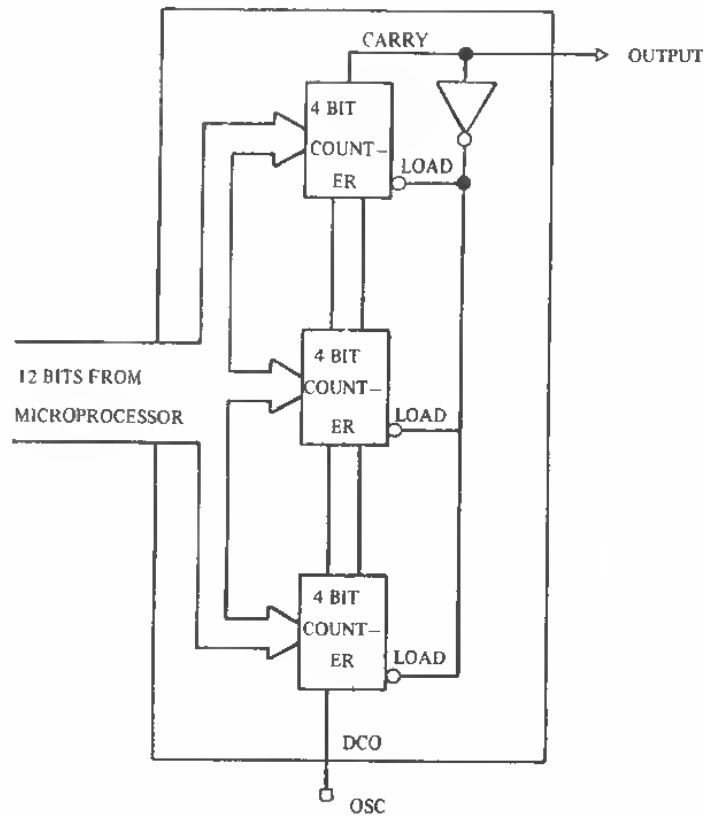 CARRY
OUTPUT
4 BIT
COUNT-
ER
LOAD
12 BITS FROM
MICROPROCESSOR
4 BIT
COUNT-
ER
LOAD
4 BIT
COUNT-
ER
LOAD
DCO
OSC